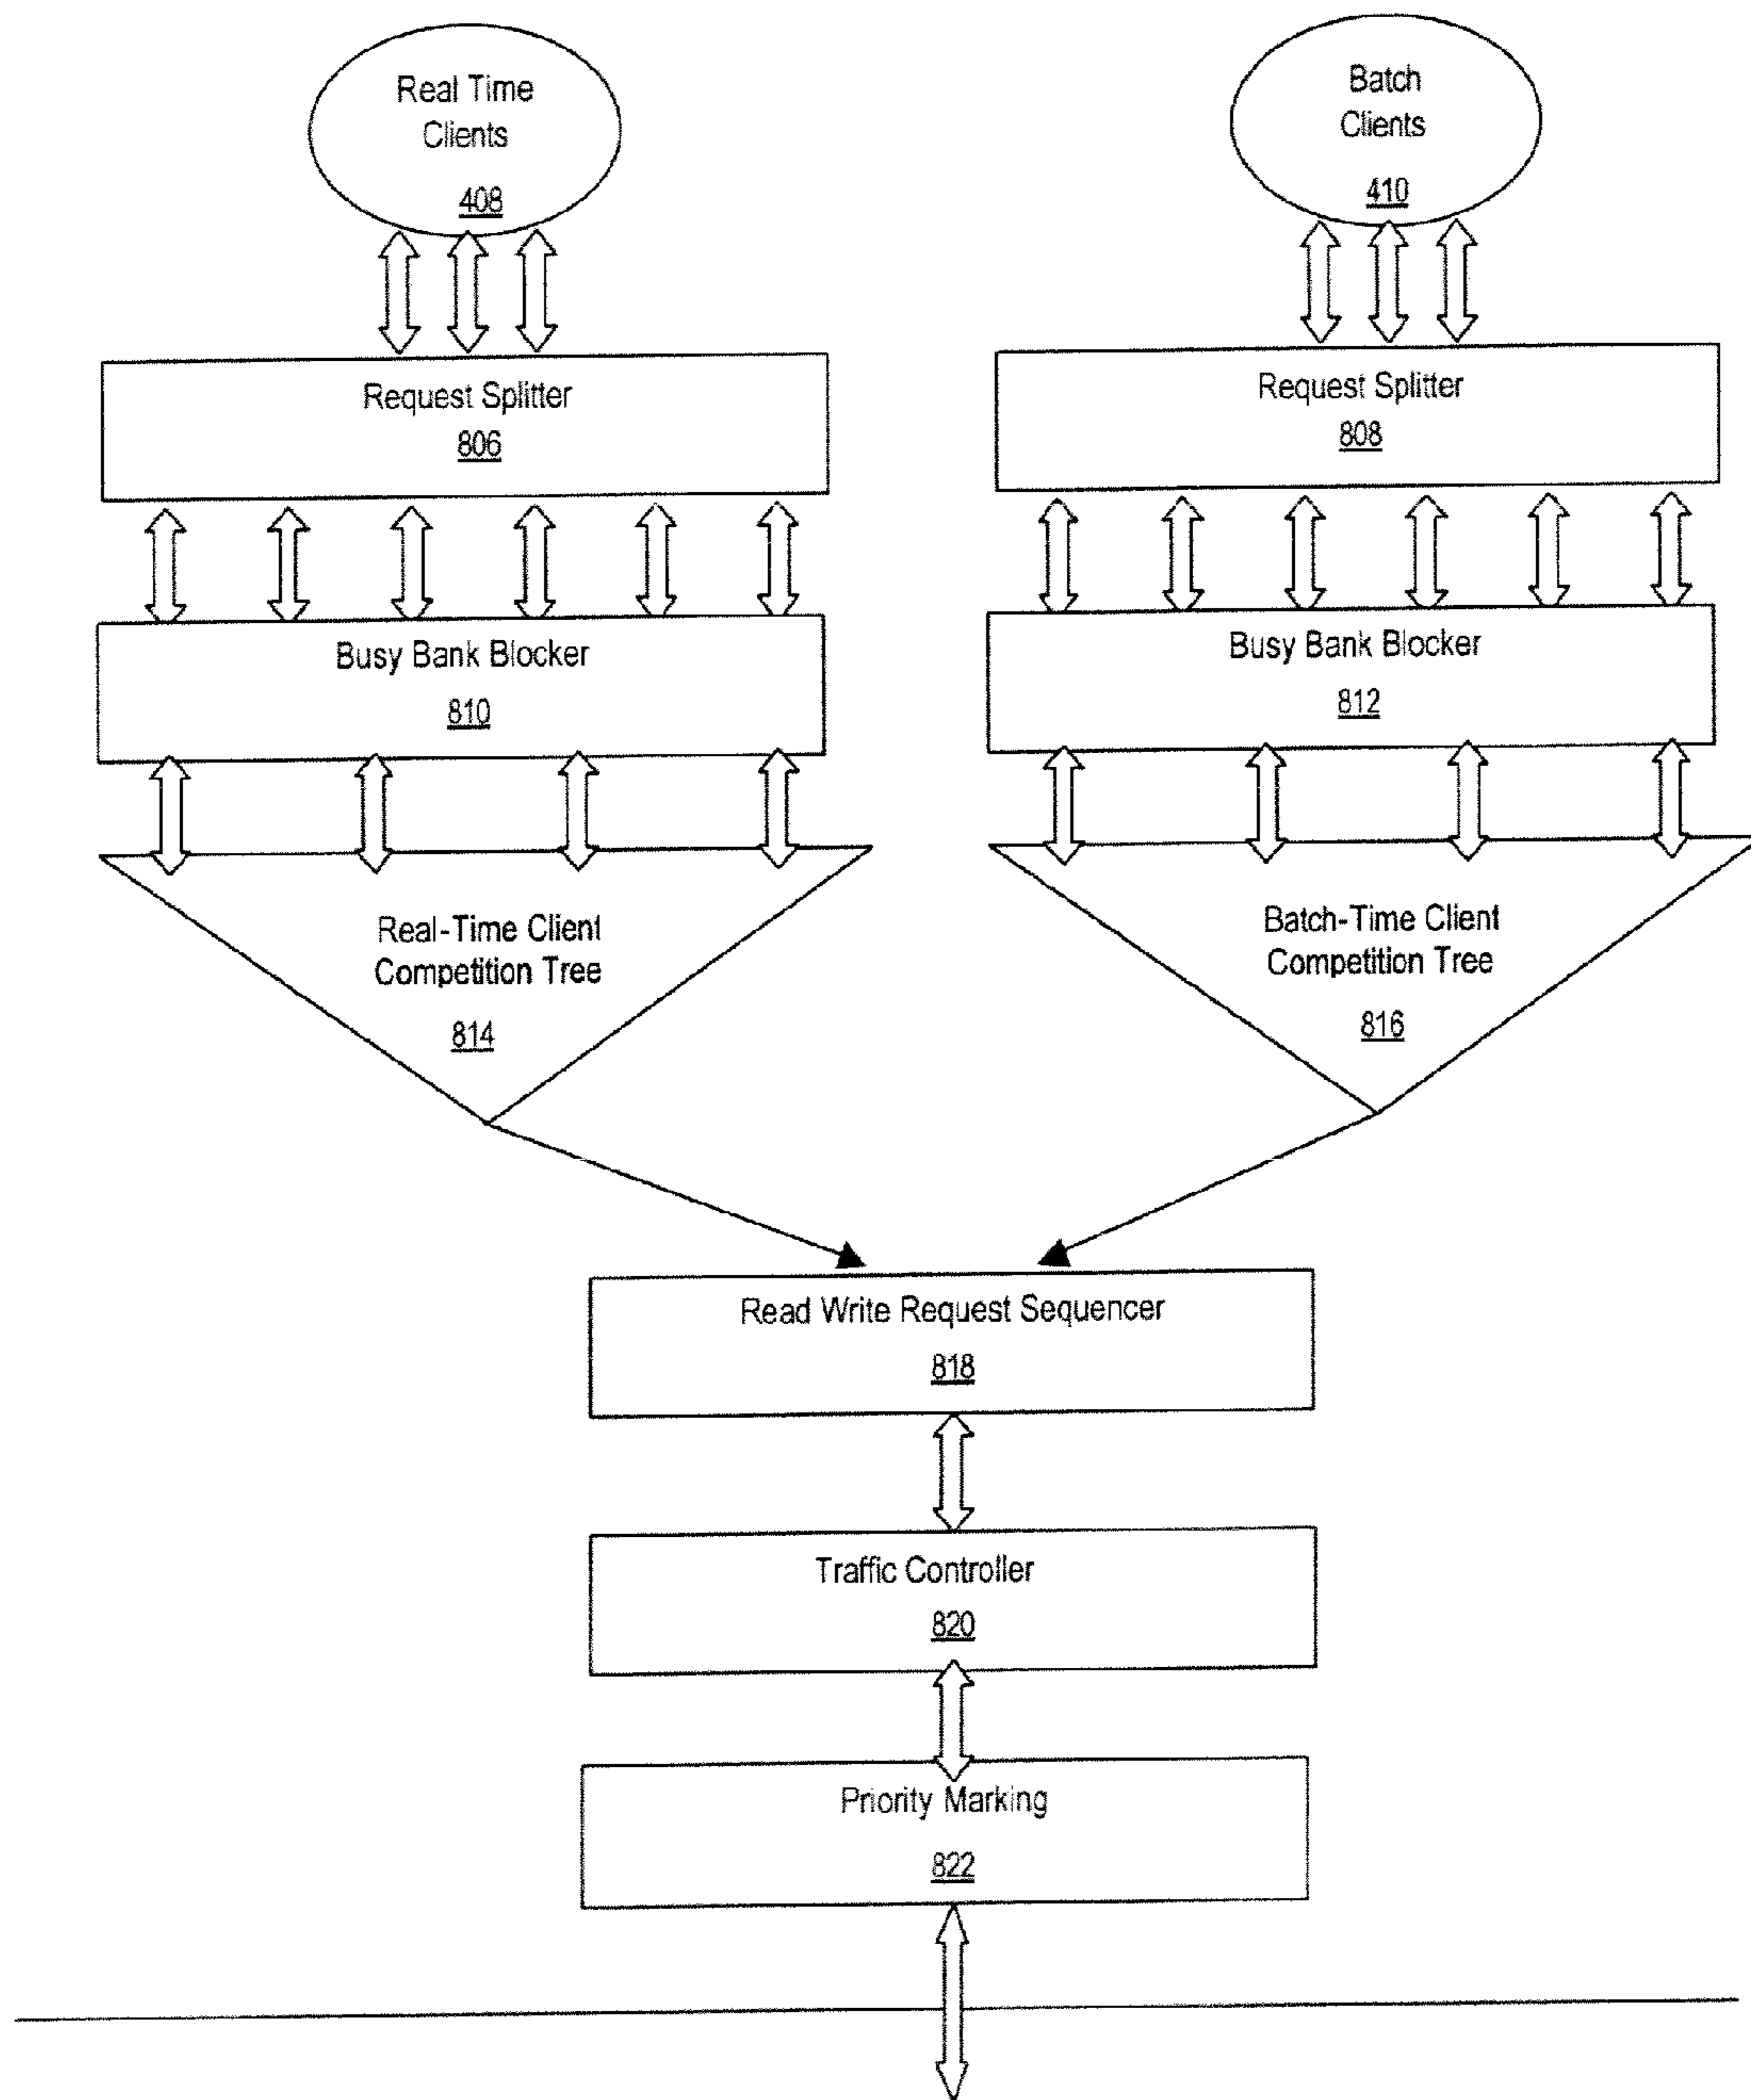 Real Time
Clients
408
Batch
Clients
410
Request Splitter
806
Request Splitter
808
Busy Bank Blocker
810
Busy Bank Blocker
812
Real-Time Client
Competition Tree
814
Batch-Time Client
Competition Tree
816
Read Write Request Sequencer
818
Traffic Controller
820
Priority Marking
822